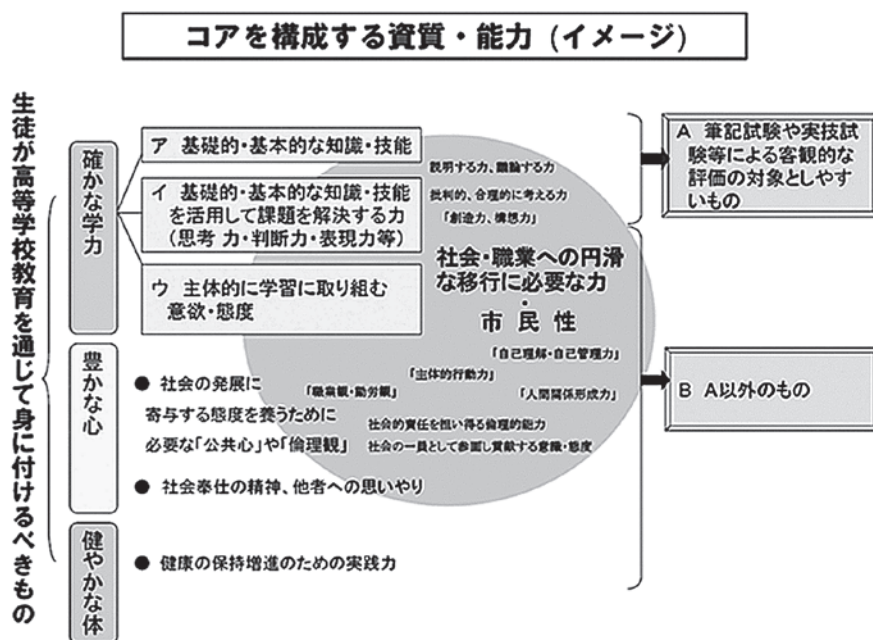 コアを構成する資質・能力 (イメージ)
生徒が高等学校教育を通じて身に付けるべきもの
確かな学力
ア 基礎的・基本的な知識・技能
イ 基礎的・基本的な知識・技能
を活用して課題を解決する力
(思考 力・判断力・表現力等)
ウ 主体的に学習に取り組む
意欲・態度
説明する力、議論する力
批判的、合理的に考える力
「創造力、構想力」
社会・職業への円滑
な移行に必要な力
・
市 民 性
「自己理解・自己管理力」
「主体的行動力」
「職業観・勤労観」
「人間関係形成力」
社会的責任を担い得る倫理的能力
社会の一員として参画し貢献する意識・態度
豊かな心
● 社会の発展に
寄与する態度を養うために
必要な「公共心」や「倫理観」
● 社会奉仕の精神、他者への思いやり
健やかな体
● 健康の保持増進のための実践力
A 筆記試験や実技試
験等による客観的な
評価の対象としやす
いもの
B A以外のもの